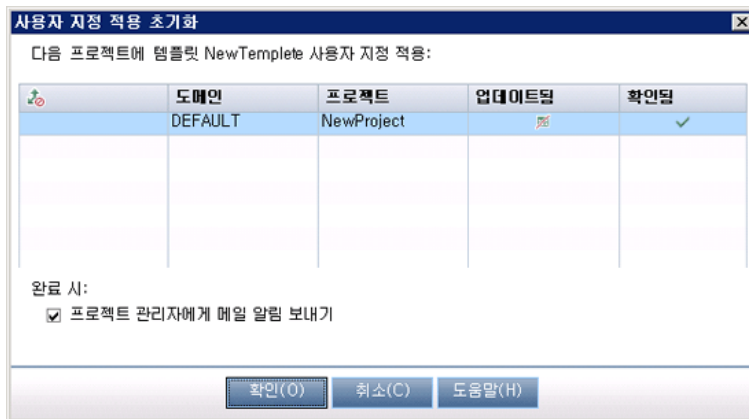 사용자 지정 적용 초기화
다음 프로젝트에 템플릿 NewTemplete 사용자 지정 적용:
도메인 프로젝트 업데이트됨 확인됨
DEFAULT NewProject
완료 시:
프로젝트 관리자에게 메일 알림 보내기
확인(O) 취소(C) 도움말(H)